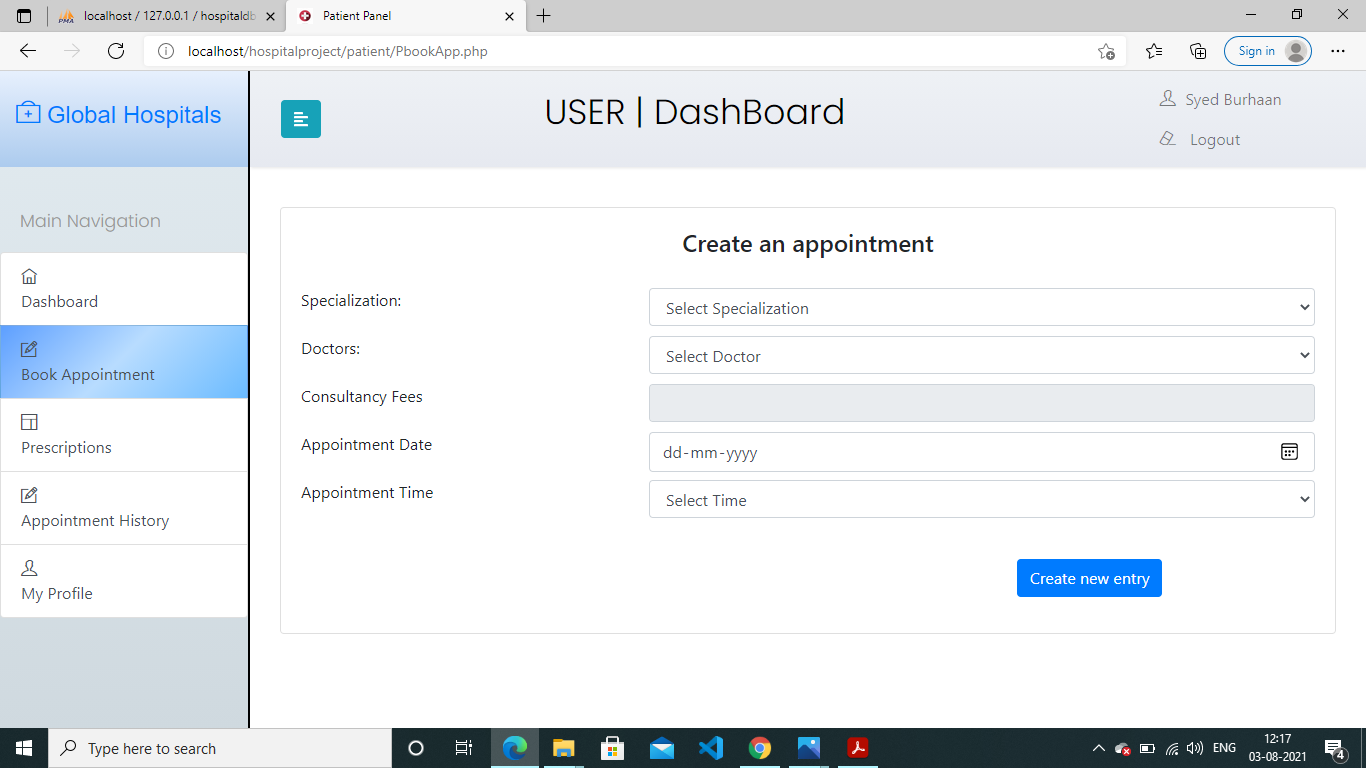 PMA localhost / 127.0.0.1 / hospitaldb
Patient Panel
localhost/hospitalproject/patient/PbookApp.php
Sign in
Global Hospitals
USER | DashBoard
Syed Burhaan
Logout
Main Navigation
Dashboard
Book Appointment
Prescriptions
Appointment History
My Profile
Create an appointment
Specialization:
Select Specialization
Doctors:
Select Doctor
Consultancy Fees
Appointment Date
dd-mm-yyyy
Appointment Time
Select Time
Create new entry
Type here to search
ENG
12:17
03-08-2021
4